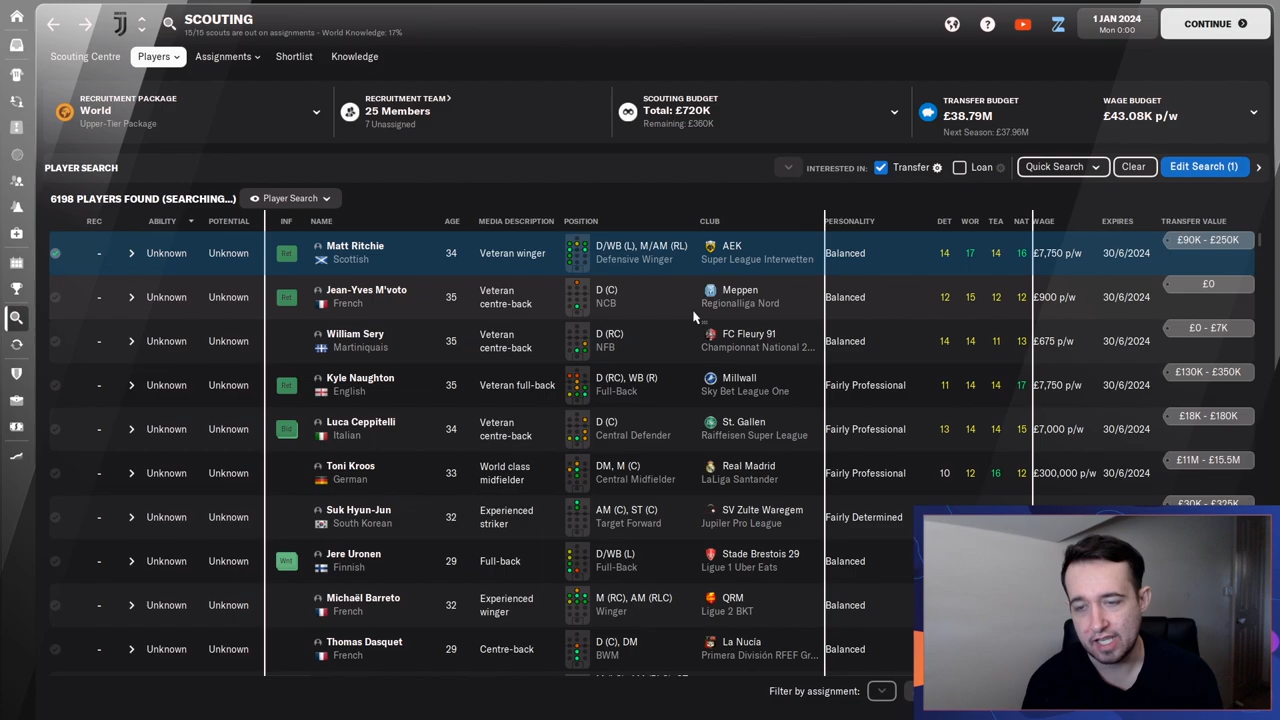 SCOUTING
15/15 scouts are out on assignments - World Knowledge: 17%
1 JAN 2024
Mon 0:00
CONTINUE
Scouting Centre Players Assignments Shortlist Knowledge
RECRUITMENT PACKAGE
World
Upper-Tier Package
RECRUITMENT TEAM
25 Members
7 Unassigned
SCOUTING BUDGET
Total: £720K
Remaining: £360K
TRANSFER BUDGET
£38.79M
Next Season: £37.96M
WAGE BUDGET
£43.08K p/w
PLAYER SEARCH
INTERESTED IN: Transfer Loan Quick Search Clear Edit Search (1)
6198 PLAYERS FOUND (SEARCHING...) Player Search
REC ABILITY POTENTIAL INF NAME AGE MEDIA DESCRIPTION POSITION CLUB PERSONALITY DET WOR TEA NAT WAGE EXPIRES TRANSFER VALUE
- Unknown Unknown Rst Matt Ritchie 34 Veteran winger D/WB (L), M/AM (RL) AEK Balanced 14 17 14 16 £7,750 p/w 30/6/2024 £90K - £250K
Scottish Defensive Winger Super League Interwetten
- Unknown Unknown Rst Jean-Yves M'voto 35 Veteran centre-back D (C) Meppen Balanced 12 15 12 12 £900 p/w 30/6/2024 £0
French NCB Regionalliga Nord
- Unknown Unknown William Sery 35 Veteran centre-back D (RC) FC Fleury 91 Balanced 14 14 11 13 £675 p/w 30/6/2024 £0 - £7K
Martiniquais NFB Championnat National 2...
- Unknown Unknown Rst Kyle Naughton 35 Veteran full-back D (RC), WB (R) Millwall Fairly Professional 11 14 14 17 £7,750 p/w 30/6/2024 £130K - £350K
English Full-Back Sky Bet League One
- Unknown Unknown Bid Luca Ceppitelli 34 Veteran centre-back D (C) St. Gallen Fairly Professional 13 14 14 15 £7,000 p/w 30/6/2024 £18K - £180K
Italian Central Defender Raiffeisen Super League
- Unknown Unknown Toni Kroos 33 World class midfielder DM, M (C) Real Madrid Fairly Professional 10 12 16 12 £300,000 p/w 30/6/2024 £11M - £15.5M
German Central Midfielder LaLiga Santander
- Unknown Unknown Suk Hyun-Jun 32 Experienced striker AM (C), ST (C) SV Zulte Waregem Fairly Determined £30K - £325K
South Korean Target Forward Jupiler Pro League
- Unknown Unknown Wnt Jere Uronen 29 Full-back D/WB (L) Stade Brestois 29 Balanced
Finnish Full-Back Ligue 1 Uber Eats
- Unknown Unknown Michaël Barreto 32 Experienced winger M (RC), AM (RLC) QRM Balanced
French Winger Ligue 2 BKT
- Unknown Unknown Thomas Dasquet 29 Centre-back D (C), DM La Nucía Balanced
French BWM Primera División RFEF Gr...
Filter by assignment: